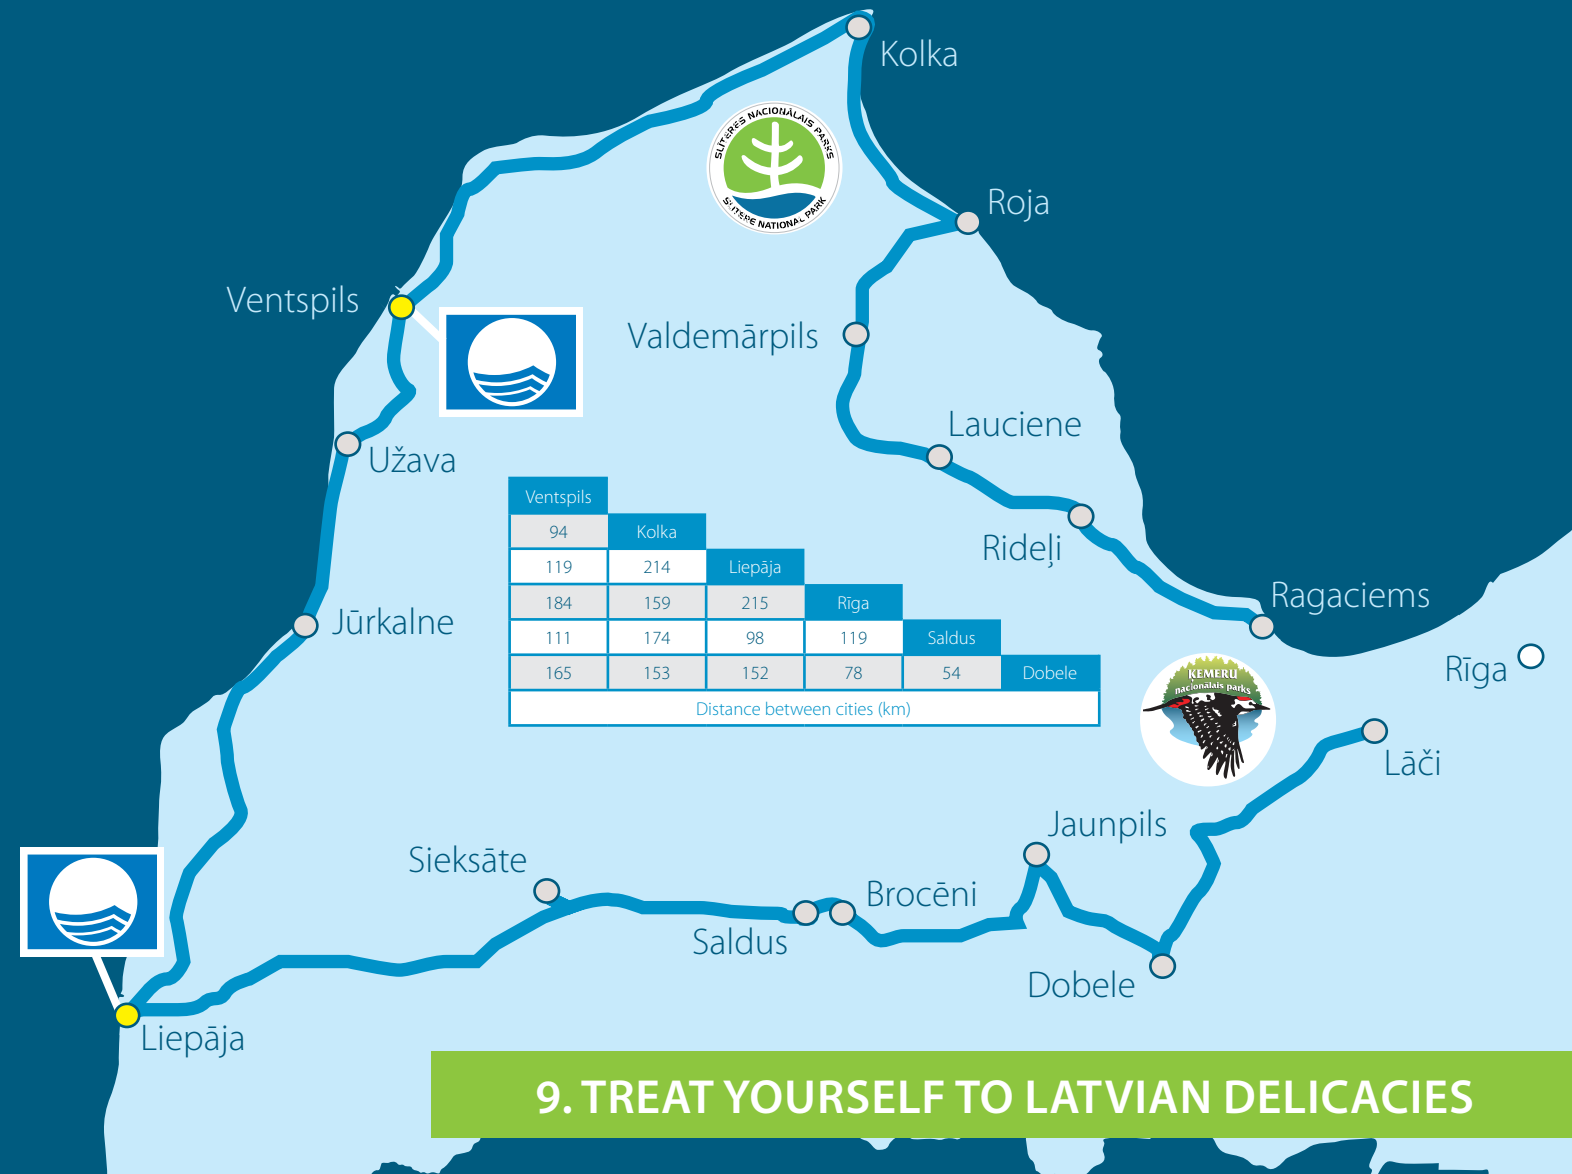 Kolka
SLĪTERES NACIONĀLAIS PARKS
SLITERE NATIONAL PARK
Roja
Ventspils
Valdemārpils
Lauciene
Užava
Ventspils
94 Kolka
119 214 Liepāja
184 159 215 Rīga
111 174 98 119 Saldus
165 153 152 78 54 Dobele
Distance between cities (km)
Rideļi
Ragaciems
Jūrkalne
Rīga
ĶEMERU
nacionālais parks
Lāči
Jaunpils
Sieksāte
Brocēni
Saldus
Dobele
Liepāja
9. TREAT YOURSELF TO LATVIAN DELICACIES